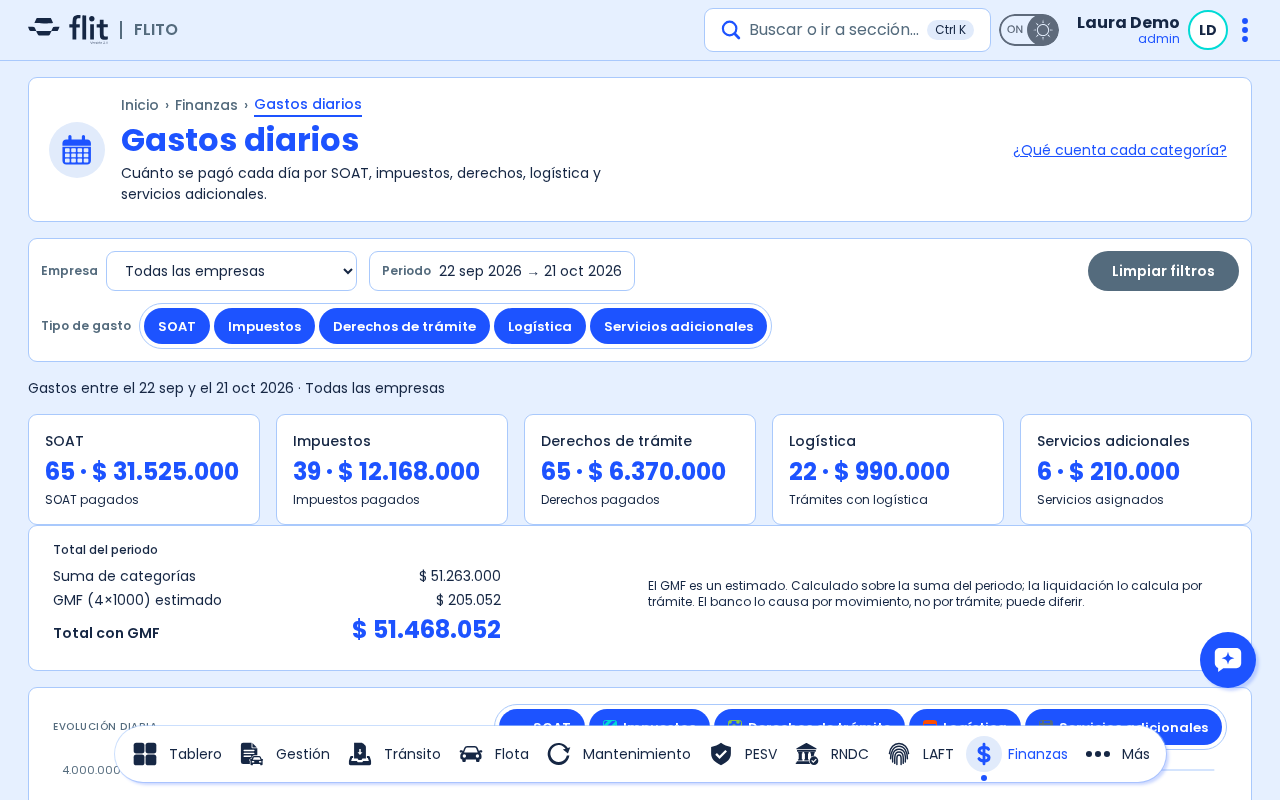 flit | FLITO
Buscar o ir a sección... Ctrl K
ON
Laura Demo
admin
LD
Inicio › Finanzas › Gastos diarios
Gastos diarios
Cuánto se pagó cada día por SOAT, impuestos, derechos, logística y
servicios adicionales.
¿Qué cuenta cada categoría?
Empresa Todas las empresas Periodo 22 sep 2026 → 21 oct 2026 Limpiar filtros
Tipo de gasto SOAT Impuestos Derechos de trámite Logística Servicios adicionales
Gastos entre el 22 sep y el 21 oct 2026 · Todas las empresas
SOAT
65 · $ 31.525.000
SOAT pagados
Impuestos
39 · $ 12.168.000
Impuestos pagados
Derechos de trámite
65 · $ 6.370.000
Derechos pagados
Logística
22 · $ 990.000
Trámites con logística
Servicios adicionales
6 · $ 210.000
Servicios asignados
Total del periodo
Suma de categorías $ 51.263.000
GMF (4×1000) estimado $ 205.052
Total con GMF $ 51.468.052
El GMF es un estimado. Calculado sobre la suma del periodo; la liquidación lo calcula por
trámite. El banco lo causa por movimiento, no por trámite; puede diferir.
EVOLUCIÓN DIARIA SOAT Impuestos Derechos de trámite Logística Servicios adicionales
4.000.000
Tablero Gestión Tránsito Flota Mantenimiento PESV RNDC LAFT Finanzas Más